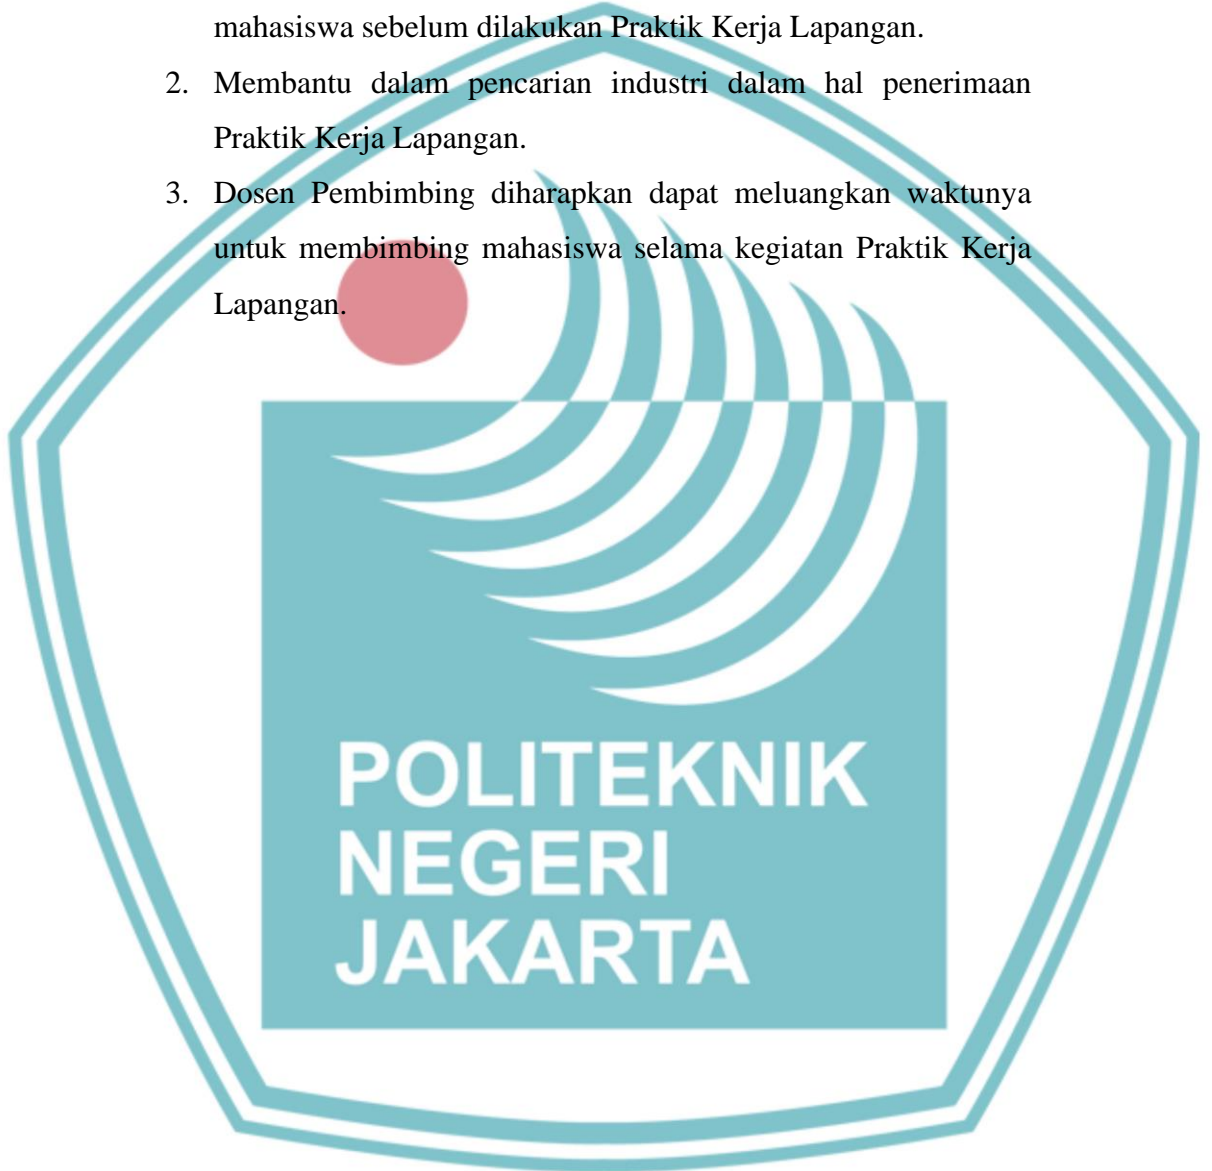 mahasiswa sebelum dilakukan Praktik Kerja Lapangan.
2. Membantu dalam pencarian industri dalam hal penerimaan
Praktik Kerja Lapangan.
3. Dosen Pembimbing diharapkan dapat meluangkan waktunya
untuk membimbing mahasiswa selama kegiatan Praktik Kerja
Lapangan.
POLITEKNIK
NEGERI
JAKARTA